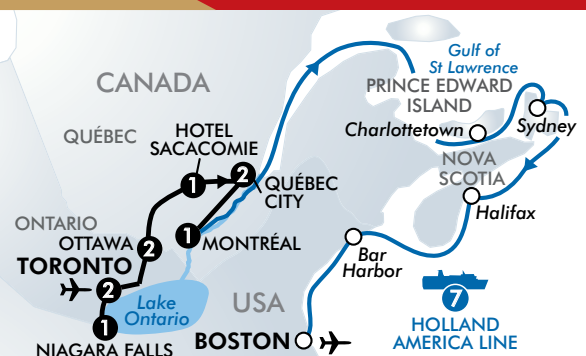 Gulf of
St Lawrence
CANADA
PRINCE EDWARD
ISLAND
QUÉBEC
HOTEL
SACACOMIE
Charlottetown
Sydney
1
2
QUÉBEC
CITY
NOVA
SCOTIA
Halifax
ONTARIO
OTTAWA
2
1
MONTRÉAL
TORONTO
2
Bar
Harbor
Lake
Ontario
USA
7
1
NIAGARA FALLS
BOSTON
HOLLAND
AMERICA LINE